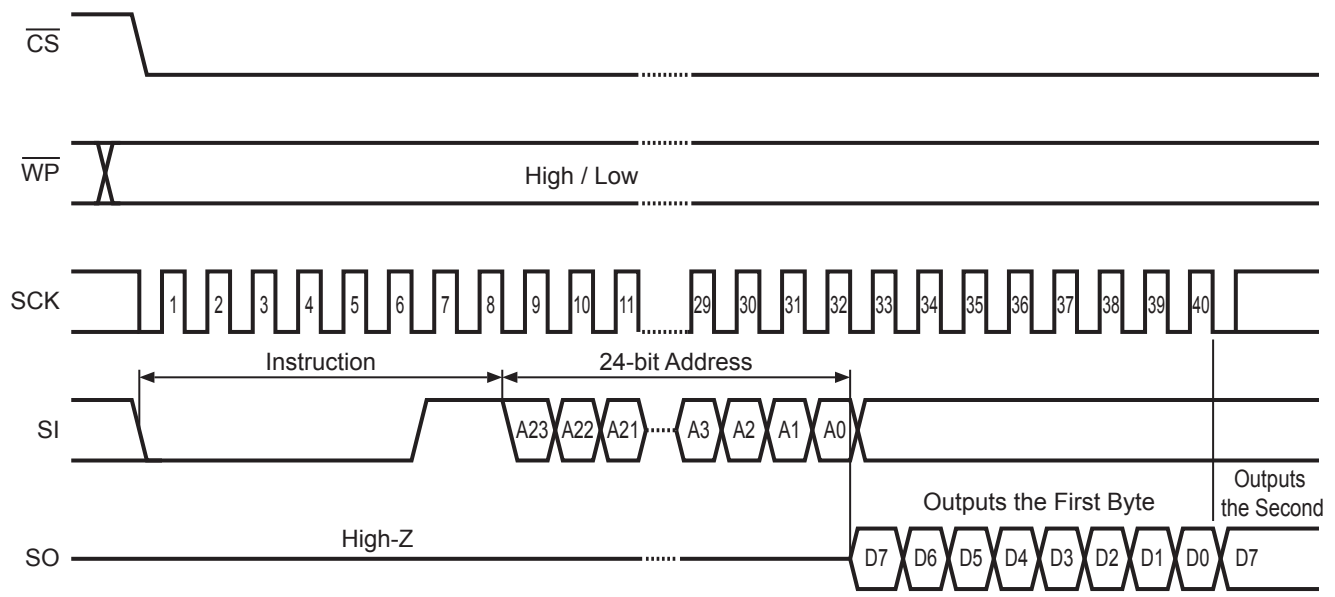 CS
WP
High / Low
SCK
1 2 3 4 5 6 7 8 9 10 11 29 30 31 32 33 34 35 36 37 38 39 40
Instruction
24-bit Address
SI
A23 A22 A21 A3 A2 A1 A0
Outputs the First Byte
Outputs
the Second
High-Z
SO
D7 D6 D5 D4 D3 D2 D1 D0 D7